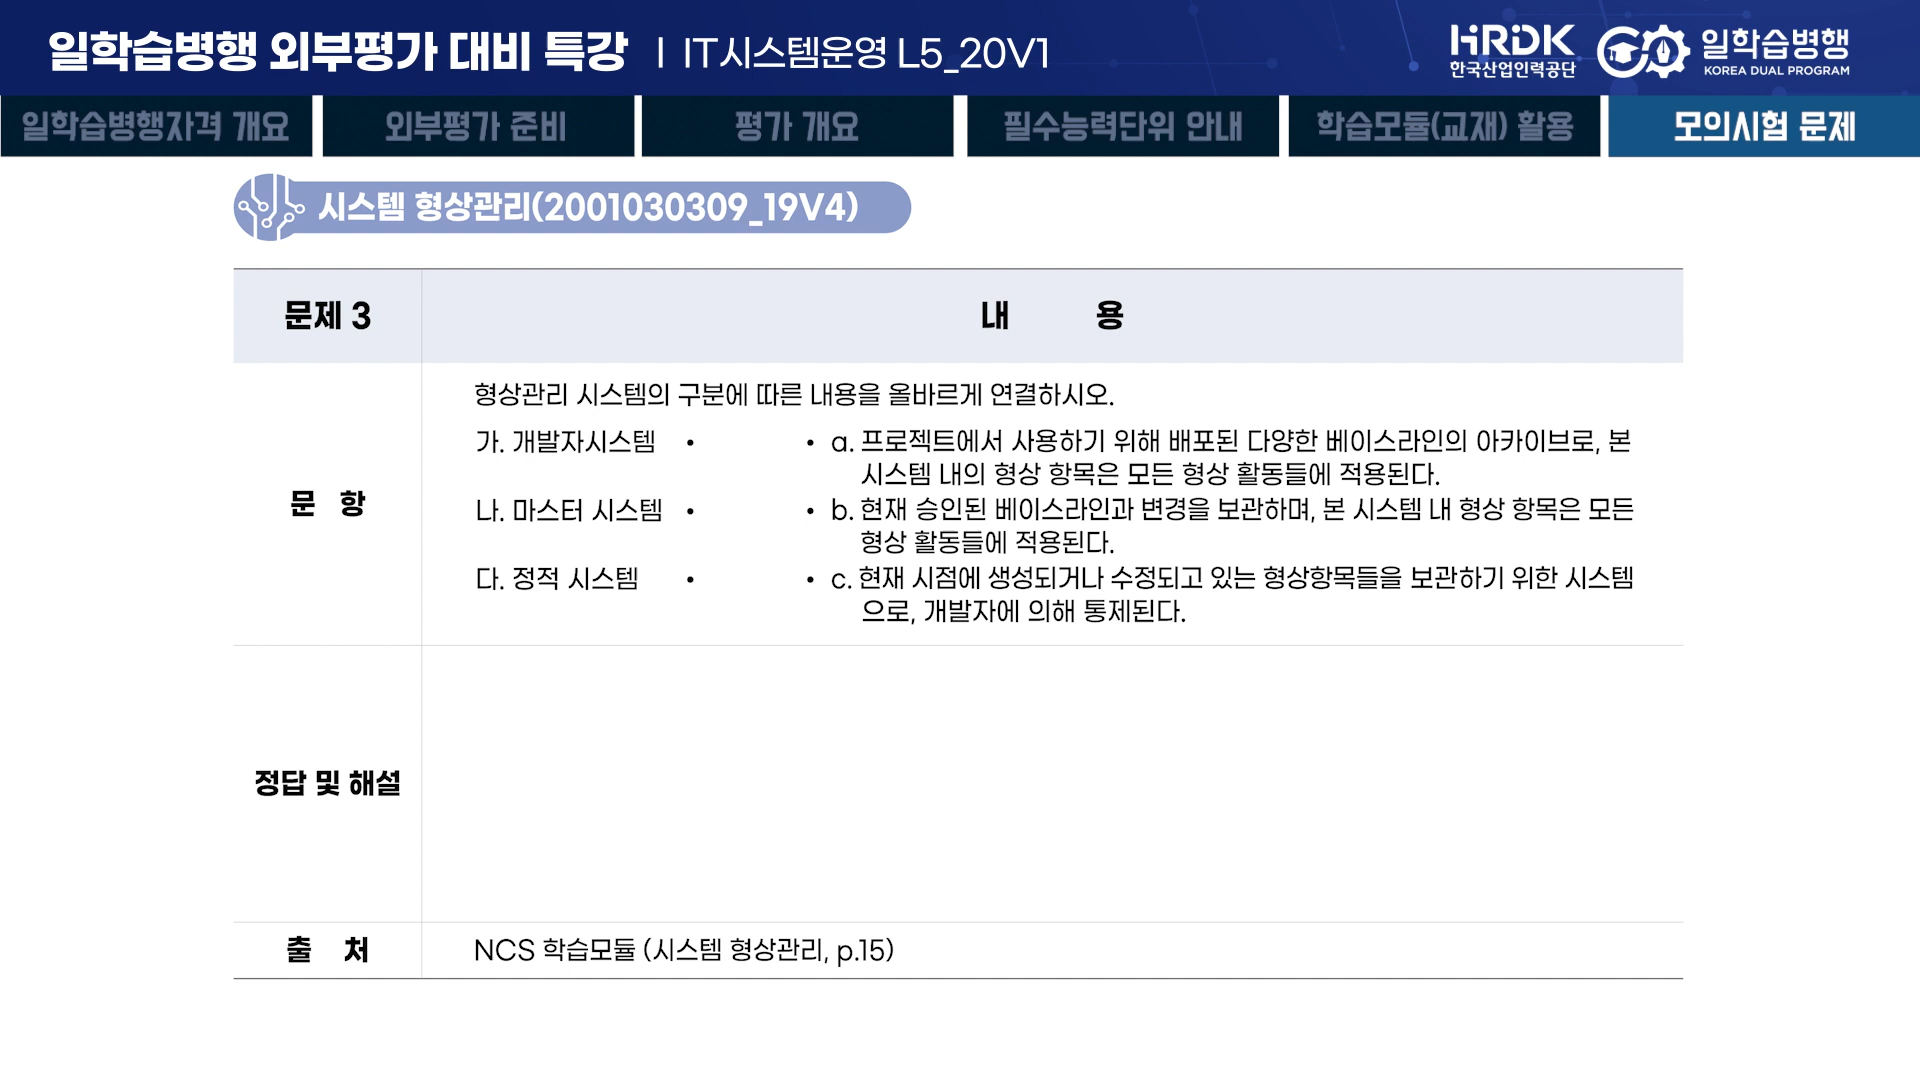 일학습병행 외부평가 대비 특강 | IT시스템운영 L5_20V1
HRDK 한국산업인력공단
일학습병행 KOREA DUAL PROGRAM
일학습병행자격 개요
외부평가 준비
평가 개요
필수능력단위 안내
학습모듈(교재) 활용
모의시험 문제
시스템 형상관리(2001030309_19V4)
문제 3
내 용
문 항
형상관리 시스템의 구분에 따른 내용을 올바르게 연결하시오.
가. 개발자시스템 • • a. 프로젝트에서 사용하기 위해 배포된 다양한 베이스라인의 아카이브로, 본
시스템 내의 형상 항목은 모든 형상 활동들에 적용된다.
나. 마스터 시스템 • • b. 현재 승인된 베이스라인과 변경을 보관하며, 본 시스템 내 형상 항목은 모든
형상 활동들에 적용된다.
다. 정적 시스템 • • c. 현재 시점에 생성되거나 수정되고 있는 형상항목들을 보관하기 위한 시스템
으로, 개발자에 의해 통제된다.
정답 및 해설
출 처
NCS 학습모듈 (시스템 형상관리, p.15)